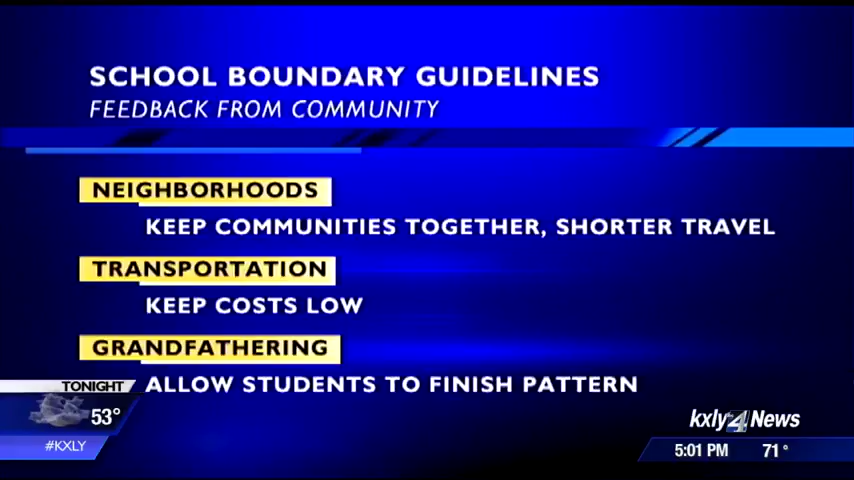 SCHOOL BOUNDARY GUIDELINES
FEEDBACK FROM COMMUNITY
NEIGHBORHOODS
KEEP COMMUNITIES TOGETHER, SHORTER TRAVEL
TRANSPORTATION
KEEP COSTS LOW
GRANDFATHERING
ALLOW STUDENTS TO FINISH PATTERN
TONIGHT
53°
#KXLY
kxly4News
5:01 PM 71°